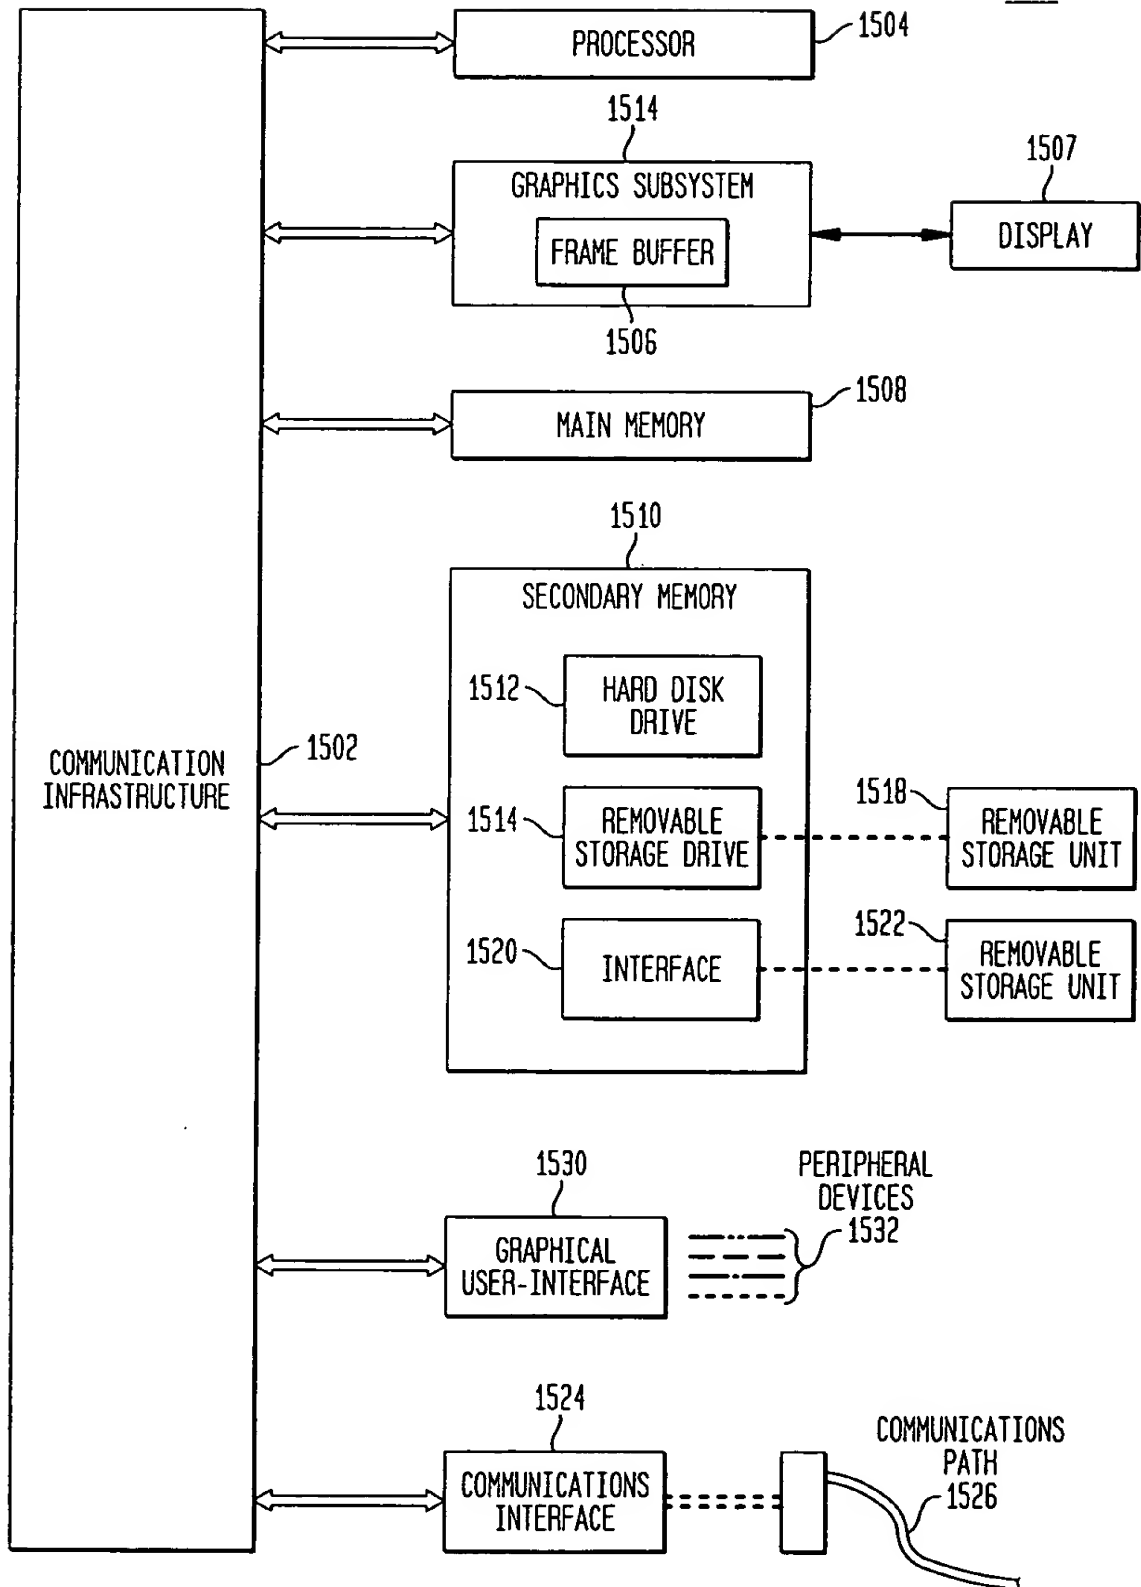 1504
PROCESSOR
1514
GRAPHICS SUBSYSTEM
FRAME BUFFER
1506
1507
DISPLAY
1508
MAIN MEMORY
1510
SECONDARY MEMORY
1512
HARD DISK
DRIVE
1502
COMMUNICATION
INFRASTRUCTURE
1514
REMOVABLE
STORAGE DRIVE
1518
REMOVABLE
STORAGE UNIT
1520
INTERFACE
1522
REMOVABLE
STORAGE UNIT
1530
GRAPHICAL
USER-INTERFACE
PERIPHERAL
DEVICES
1532
1524
COMMUNICATIONS
INTERFACE
COMMUNICATIONS
PATH
1526